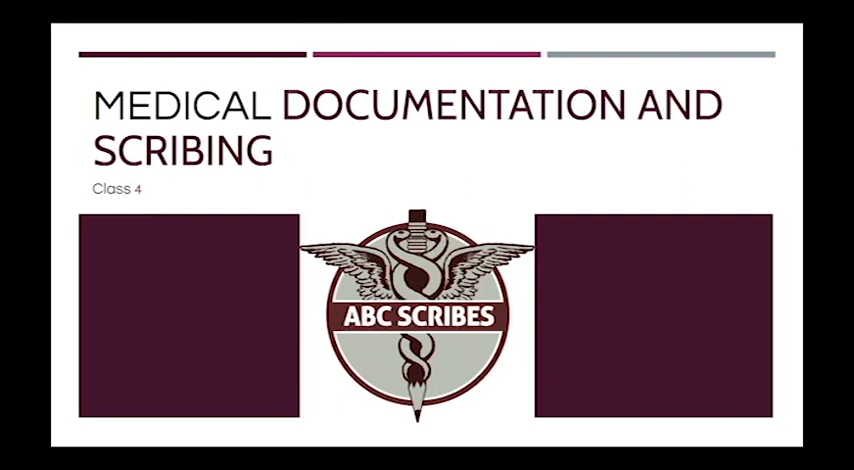 MEDICAL DOCUMENTATION AND
SCRIBING
Class 4
ABC SCRIBES